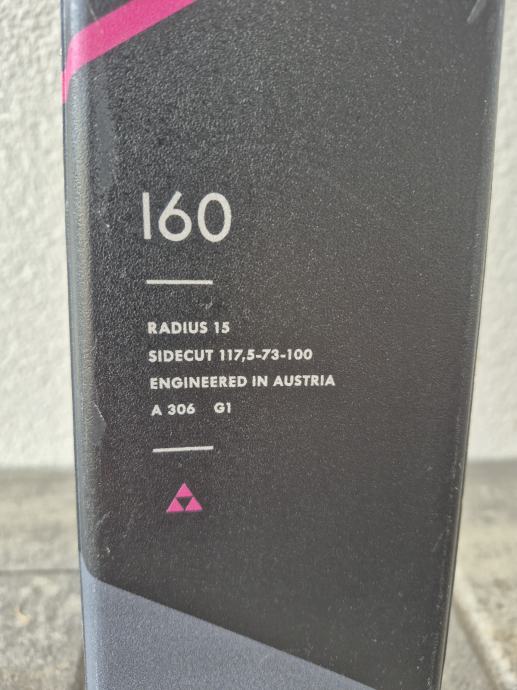 160
RADIUS 15
SIDECUT 117,5-73-100
ENGINEERED IN AUSTRIA
A 306 G1